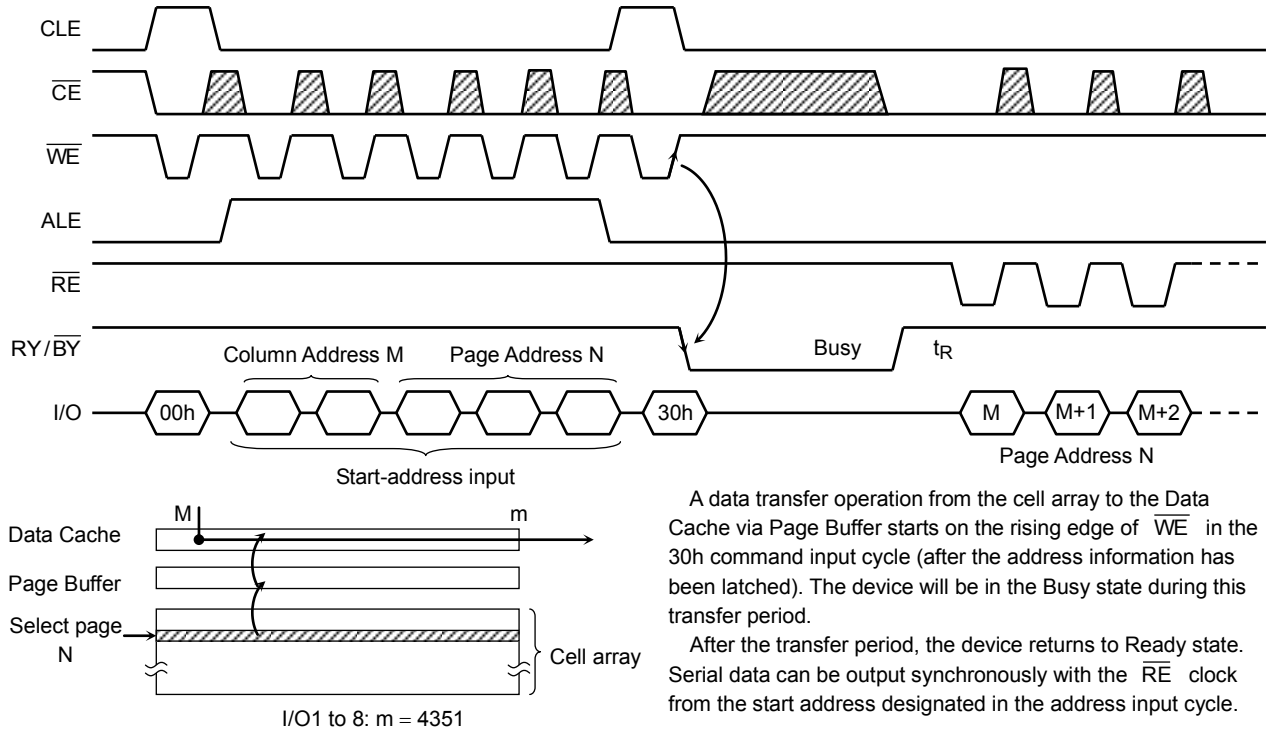 CLE
CE
WE
ALE
RE
RY/BY Busy tR
Column Address M Page Address N
I/O 00h 30h M M+1 M+2
Start-address input Page Address N
M m
Data Cache
Page Buffer
Select page
N
Cell array
I/O1 to 8: m = 4351
A data transfer operation from the cell array to the Data
Cache via Page Buffer starts on the rising edge of WE in the
30h command input cycle (after the address information has
been latched). The device will be in the Busy state during this
transfer period.
After the transfer period, the device returns to Ready state.
Serial data can be output synchronously with the RE clock
from the start address designated in the address input cycle.